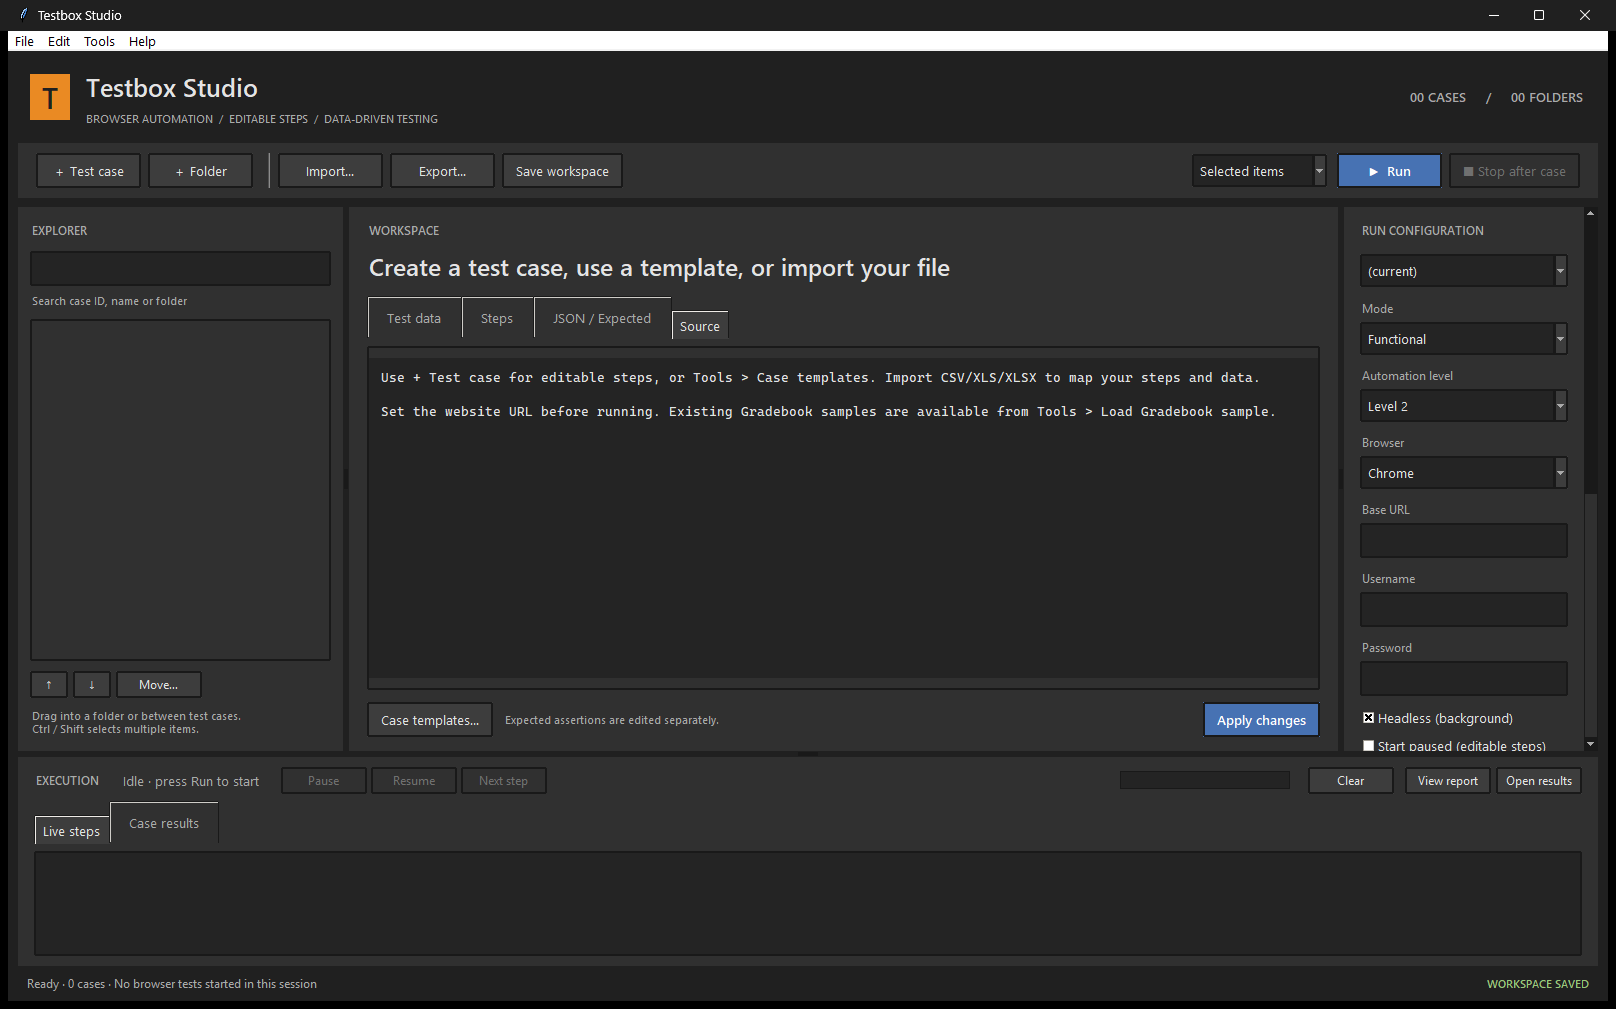 Testbox Studio
File Edit Tools Help
T
Testbox Studio
BROWSER AUTOMATION / EDITABLE STEPS / DATA-DRIVEN TESTING
00 CASES / 00 FOLDERS
+ Test case
+ Folder
Import...
Export...
Save workspace
Selected items
▶ Run
■ Stop after case
EXPLORER
Search case ID, name or folder
↑ ↓ Move...
Drag into a folder or between test cases.
Ctrl / Shift selects multiple items.
WORKSPACE
Create a test case, use a template, or import your file
Test data
Steps
JSON / Expected
Source
Use + Test case for editable steps, or Tools > Case templates. Import CSV/XLS/XLSX to map your steps and data.
Set the website URL before running. Existing Gradebook samples are available from Tools > Load Gradebook sample.
Case templates...
Expected assertions are edited separately.
Apply changes
RUN CONFIGURATION
(current)
Mode
Functional
Automation level
Level 2
Browser
Chrome
Base URL
Username
Password
Headless (background)
Start paused (editable steps)
EXECUTION
Idle · press Run to start
Pause
Resume
Next step
Clear
View report
Open results
Live steps
Case results
Ready · 0 cases · No browser tests started in this session
WORKSPACE SAVED